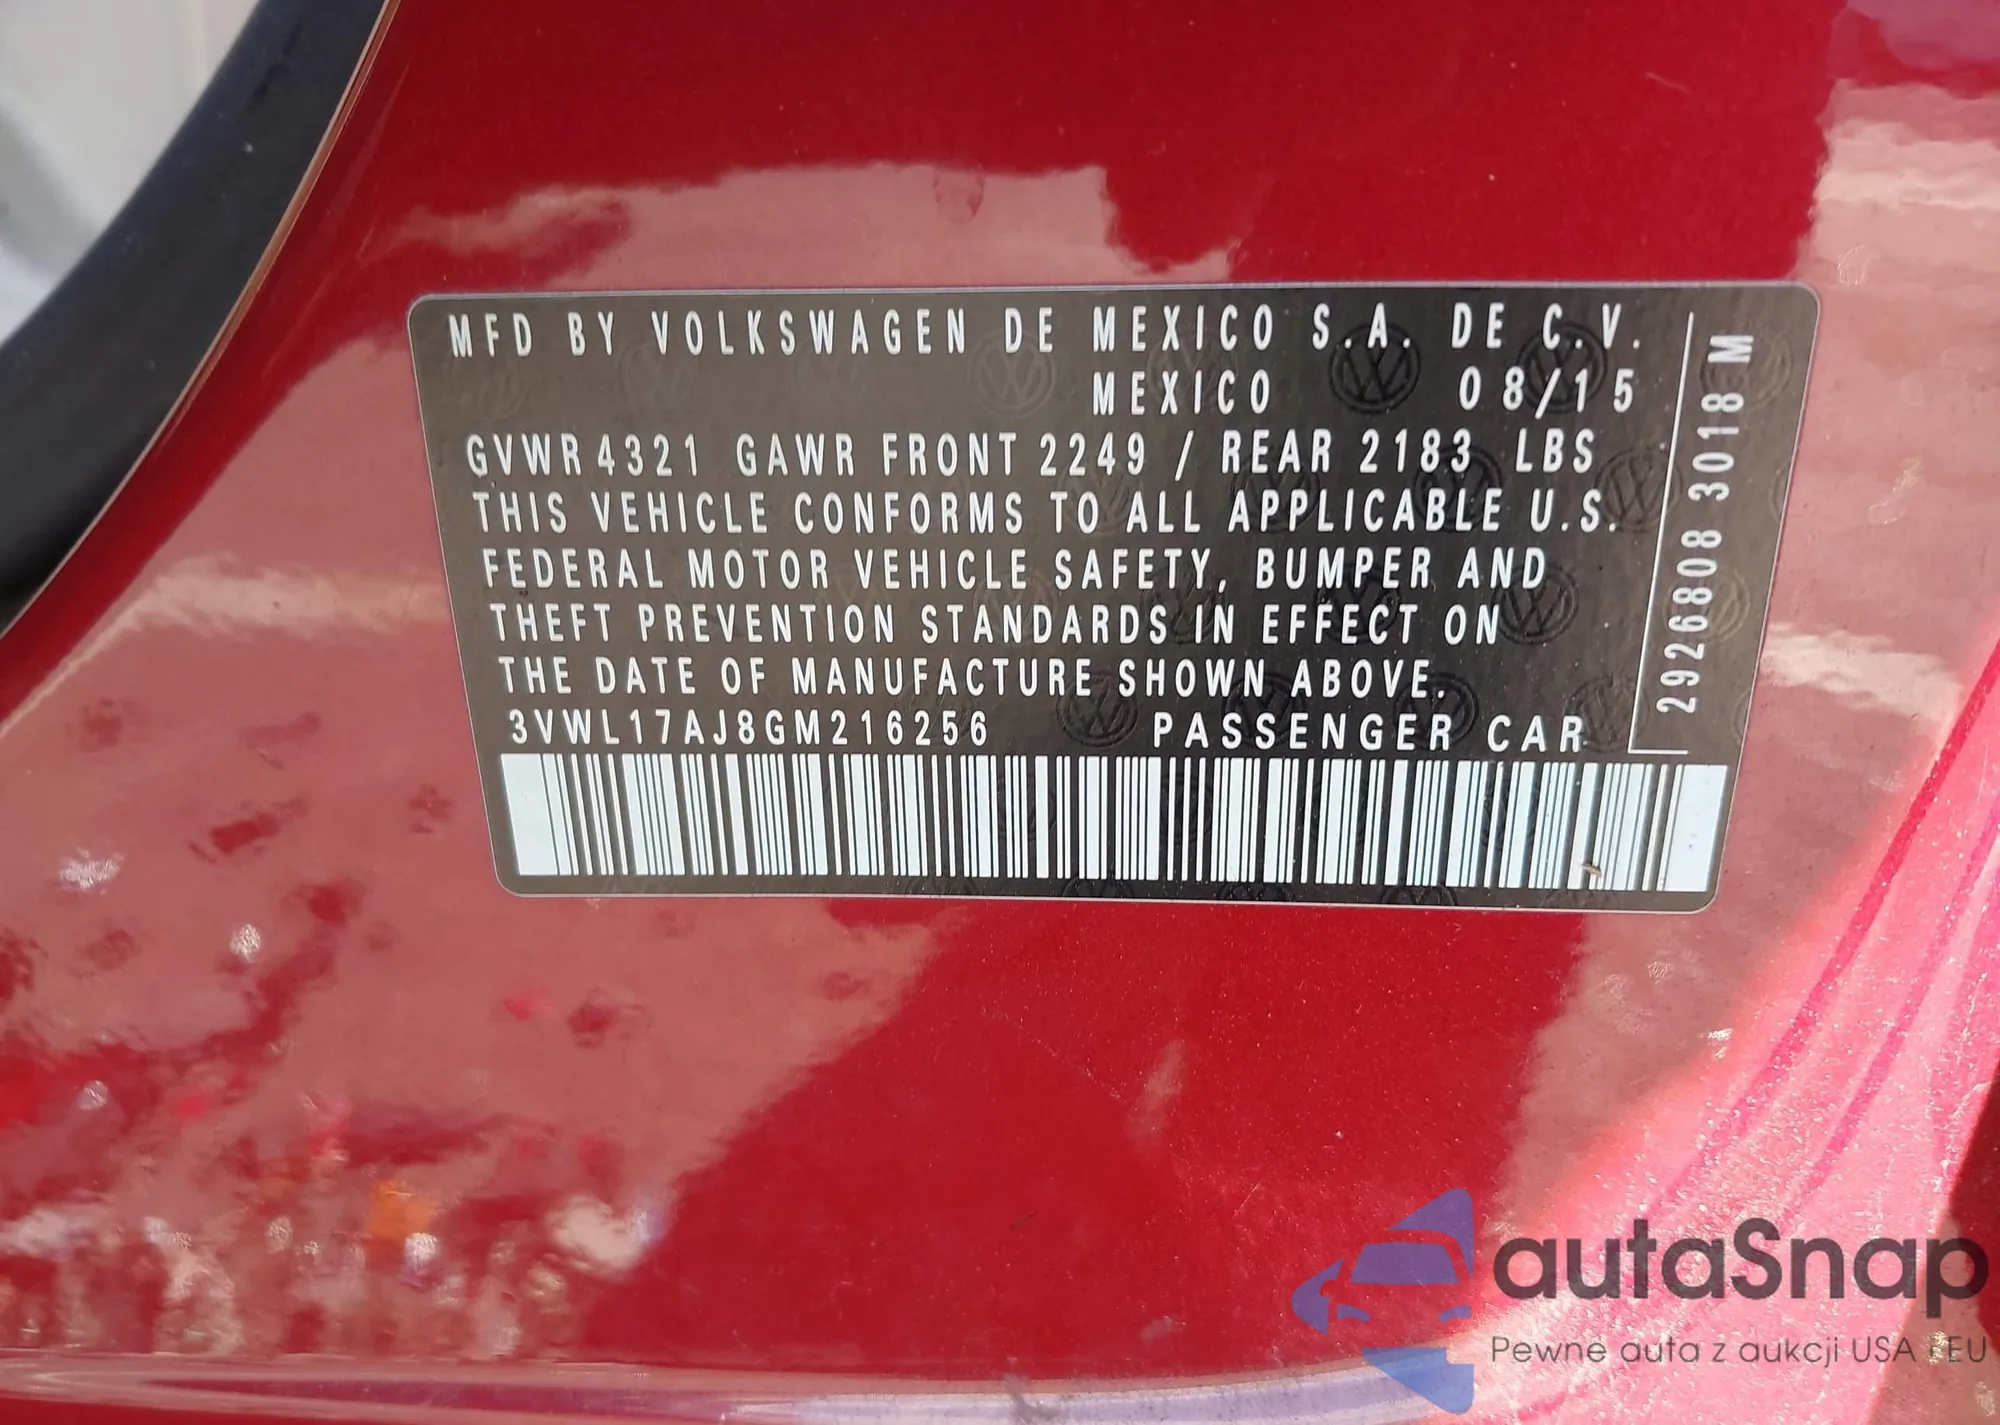 MFD BY VOLKSWAGEN DE MEXICO S.A. DE C.V.
MEXICO 08/15
GVWR 4321 GAWR FRONT 2249 / REAR 2183 LBS
THIS VEHICLE CONFORMS TO ALL APPLICABLE U.S.
FEDERAL MOTOR VEHICLE SAFETY, BUMPER AND
THEFT PREVENTION STANDARDS IN EFFECT ON
THE DATE OF MANUFACTURE SHOWN ABOVE.
3VWL17AJ8GM216256 PASSENGER CAR
2926808 3018 M
autaSnap
Pewne auta z aukcji USA i EU